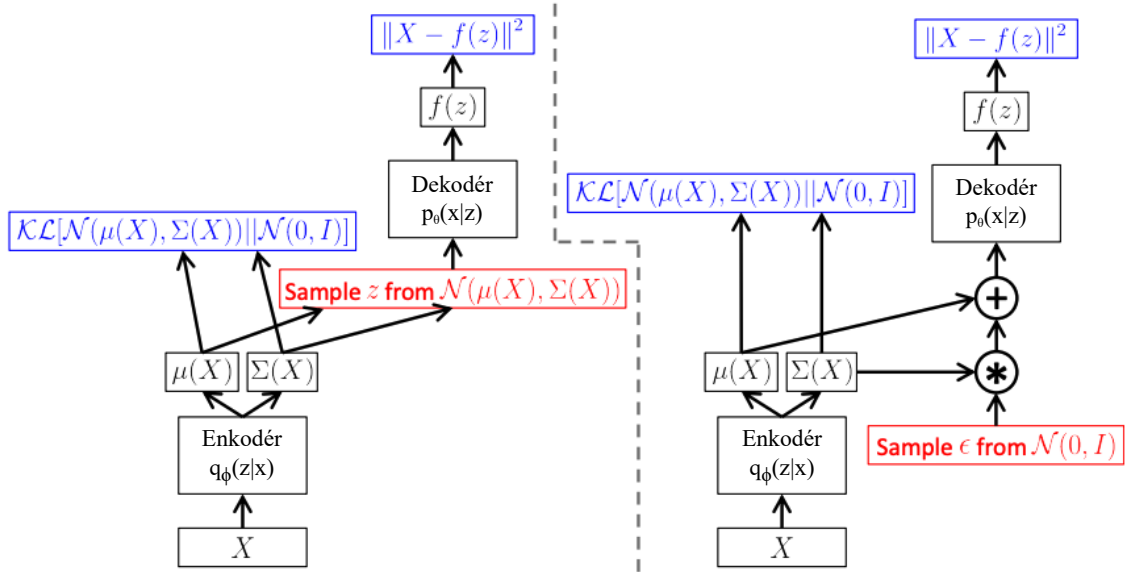 ‖X − f(z)‖²
f(z)
Dekodér
pθ(x|z)
𝒦ℒ[𝒩(μ(X), Σ(X))||𝒩(0, I)]
Sample z from 𝒩(μ(X), Σ(X))
μ(X)
Σ(X)
Enkodér
qϕ(z|x)
X
‖X − f(z)‖²
f(z)
Dekodér
pθ(x|z)
𝒦ℒ[𝒩(μ(X), Σ(X))||𝒩(0, I)]
+
μ(X)
Σ(X)
*
Sample ϵ from 𝒩(0, I)
Enkodér
qϕ(z|x)
X